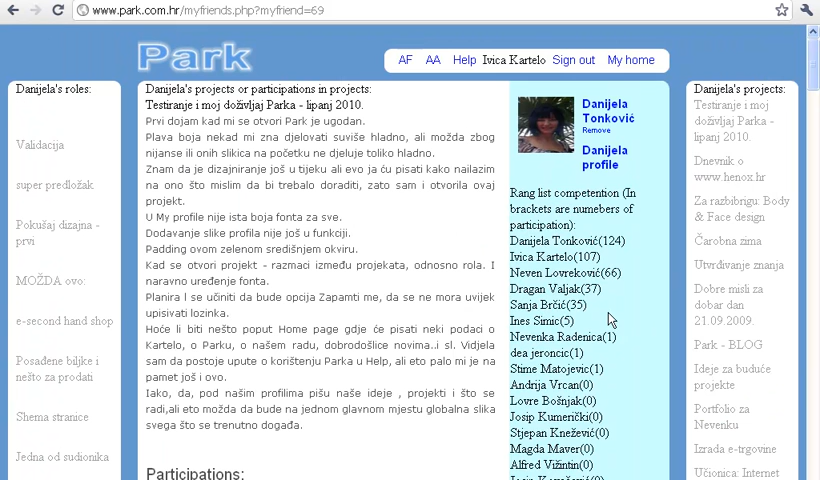 www.park.com.hr/myfriends.php?myfriend=69
Park
AF AA Help Ivica Kartelo Sign out My home
Danijela's roles:
Validacija
super predložak
Pokušaj dizajna -
prvi
MOŽDA ovo:
e-second hand shop
Posađene biljke i
nešto za prodati
Shema stranice
Jedna od sudionika
Danijela's projects or participations in projects:
Testiranje i moj doživljaj Parka - lipanj 2010.
Prvi dojam kad mi se otvori Park je ugodan.
Plava boja nekad mi zna djelovati suviše hladno, ali možda zbog
nijanse ili onih slikica na početku ne djeluje toliko hladno.
Znam da je dizajniranje još u tijeku ali evo ja ću pisati kako nailazim
na ono što mislim da bi trebalo doraditi, zato sam i otvorila ovaj
projekt.
U My profile nije ista boja fonta za sve.
Dodavanje slike profila nije još u funkciji.
Padding ovom zelenom središnjem okviru.
Kad se otvori projekt - razmaci između projekata, odnosno rola. I
naravno uređenje fonta.
Planira l se učiniti da bude opcija Zapamti me, da se ne mora uvijek
upisivati lozinka.
Hoće li biti nešto poput Home page gdje će pisati neki podaci o
Kartelo, o Parku, o našem radu, dobrodošlice novima..i sl. Vidjela
sam da postoje upute o korištenju Parka u Help, ali eto palo mi je na
pamet još i ovo.
Iako, da, pod našim profilima pišu naše ideje , projekti i što se
radi,ali eto možda da bude na jednom glavnom mjestu globalna slika
svega što se trenutno događa.
Participations:
Danijela
Tonković
Remove
Danijela
profile
Rang list competention (In
brackets are numebers of
participation):
Danijela Tonković(124)
Ivica Kartelo(107)
Neven Lovreković(66)
Dragan Valjak(37)
Sanja Brčić(35)
Ines Simic(5)
Nevenka Radenica(1)
dea jeroncic(1)
Stime Matojevic(1)
Andrija Vrcan(0)
Lovre Bošnjak(0)
Josip Kumerički(0)
Stjepan Knežević(0)
Magda Maver(0)
Alfred Vižintin(0)
Danijela's projects:
Testiranje i moj
doživljaj Parka -
lipanj 2010.
Dnevnik o
www.henox.hr
Za razbibrigu: Body
& Face design
Čarobna zima
Utvrđivanje znanja
Dobre misli za
dobar dan
21.09.2009.
Park - BLOG
Ideje za buduće
projekte
Portfolio za
Nevenku
Izrada e-trgovine
Učionica: Internet